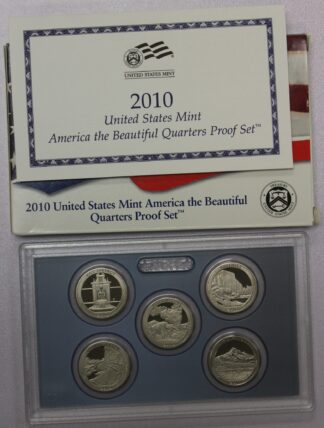 UNITED STATES MINT
2010
United States Mint
America the Beautiful Quarters Proof Set™
2010 United States Mint America the Beautiful
Quarters Proof Set™